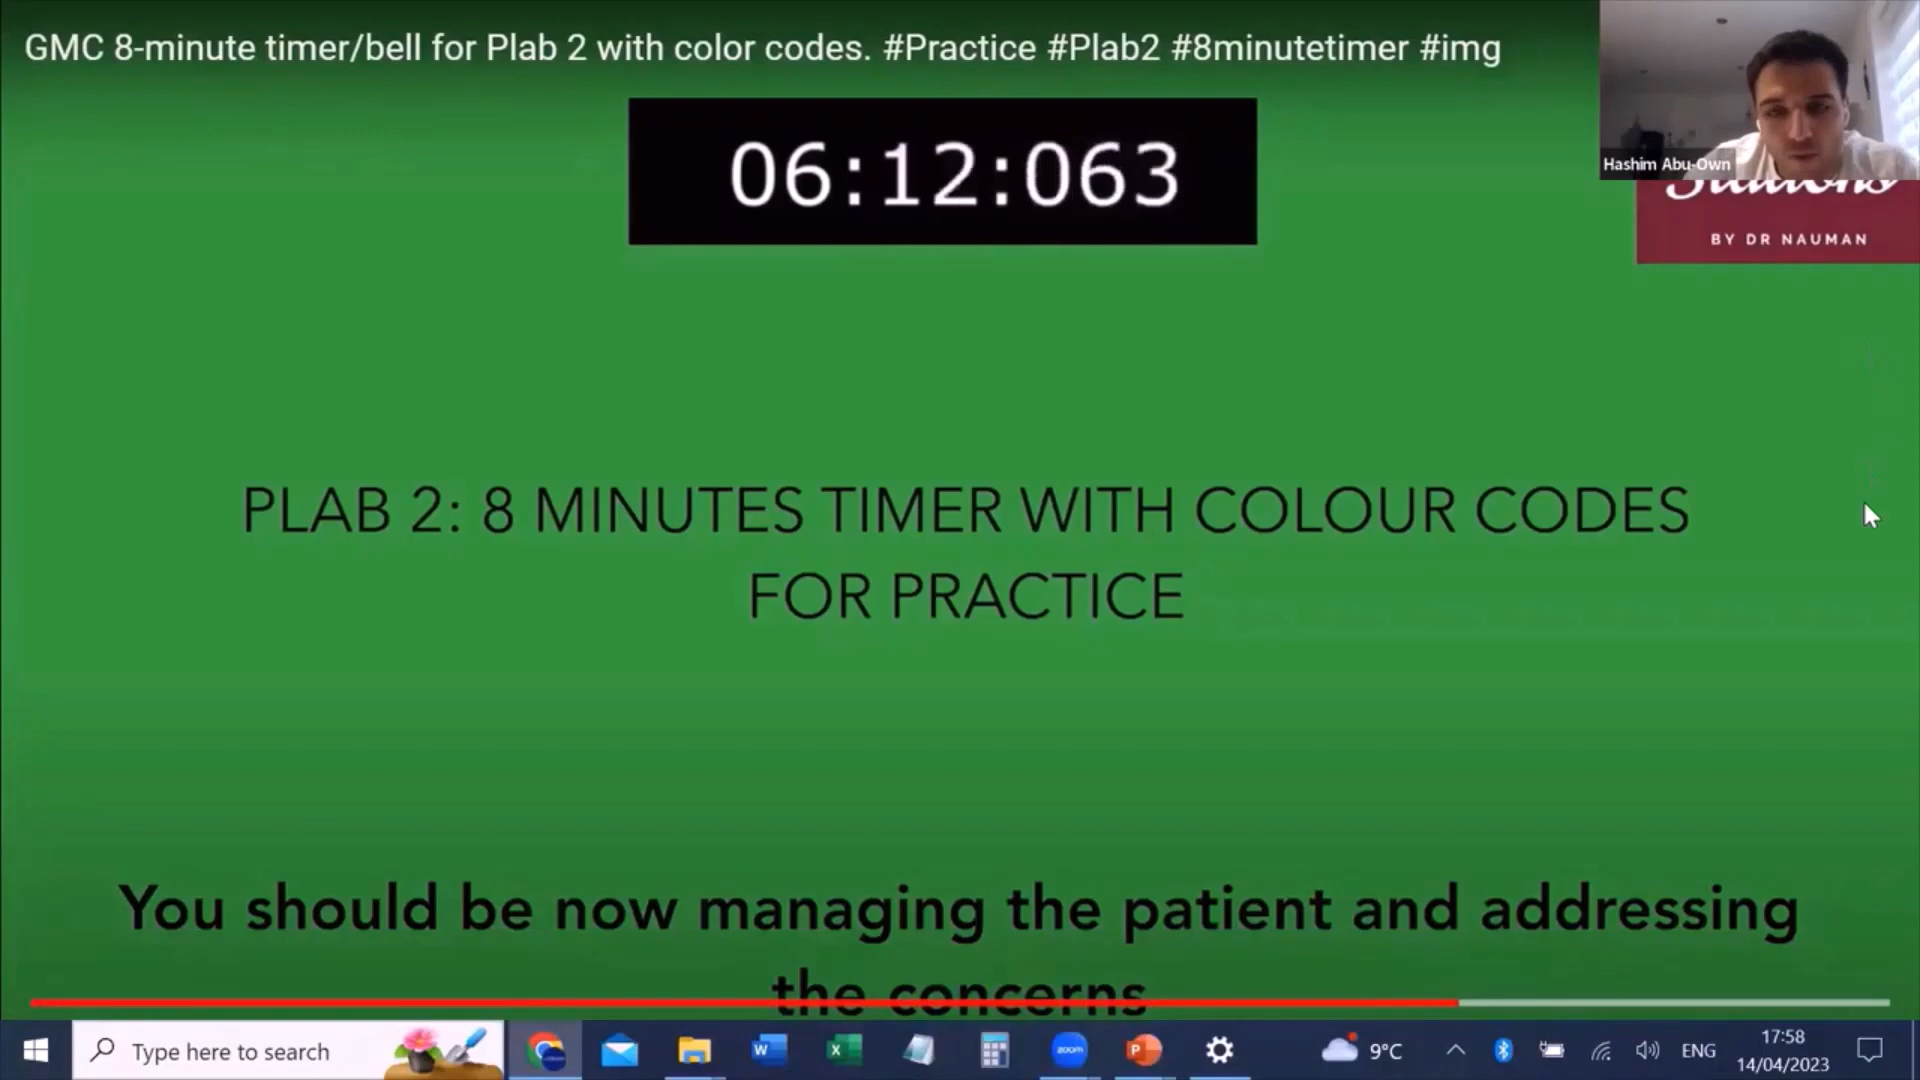 GMC 8-minute timer/bell for Plab 2 with color codes. #Practice #Plab2 #8minutetimer #img
Hashim Abu-Own
06:12:063
BY DR NAUMAN
PLAB 2: 8 MINUTES TIMER WITH COLOUR CODES
FOR PRACTICE
You should be now managing the patient and addressing
the concerns
Type here to search
zoom
9°C
ENG
17:58
14/04/2023